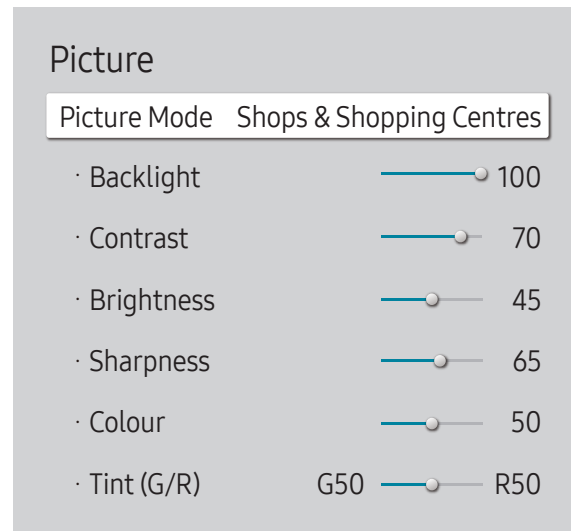 Picture
Picture Mode Shops & Shopping Centres
· Backlight 100
· Contrast 70
· Brightness 45
· Sharpness 65
· Colour 50
· Tint (G/R) G50 R50